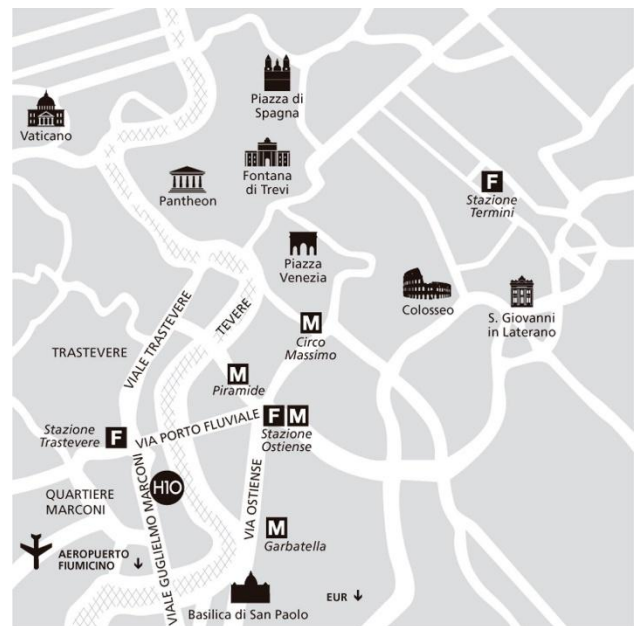 Piazza di
Spagna
Vaticano
Fontana
di Trevi
Pantheon
F
Stazione
Termini
Piazza
Venezia
Colosseo
S. Giovanni
in Laterano
TEVERE
M
Circo
Massimo
VIALE TRASTEVERE
TRASTEVERE
M
Piramide
Stazione
Trastevere
F
VIA PORTO FLUVIALE
F M
Stazione
Ostiense
QUARTIERE
MARCONI
H10
VIALE GUGLIELMO MARCONI
VIA OSTIENSE
M
Garbatella
AEROPUERTO
FIUMICINO ↓
Basilica di San Paolo
EUR ↓